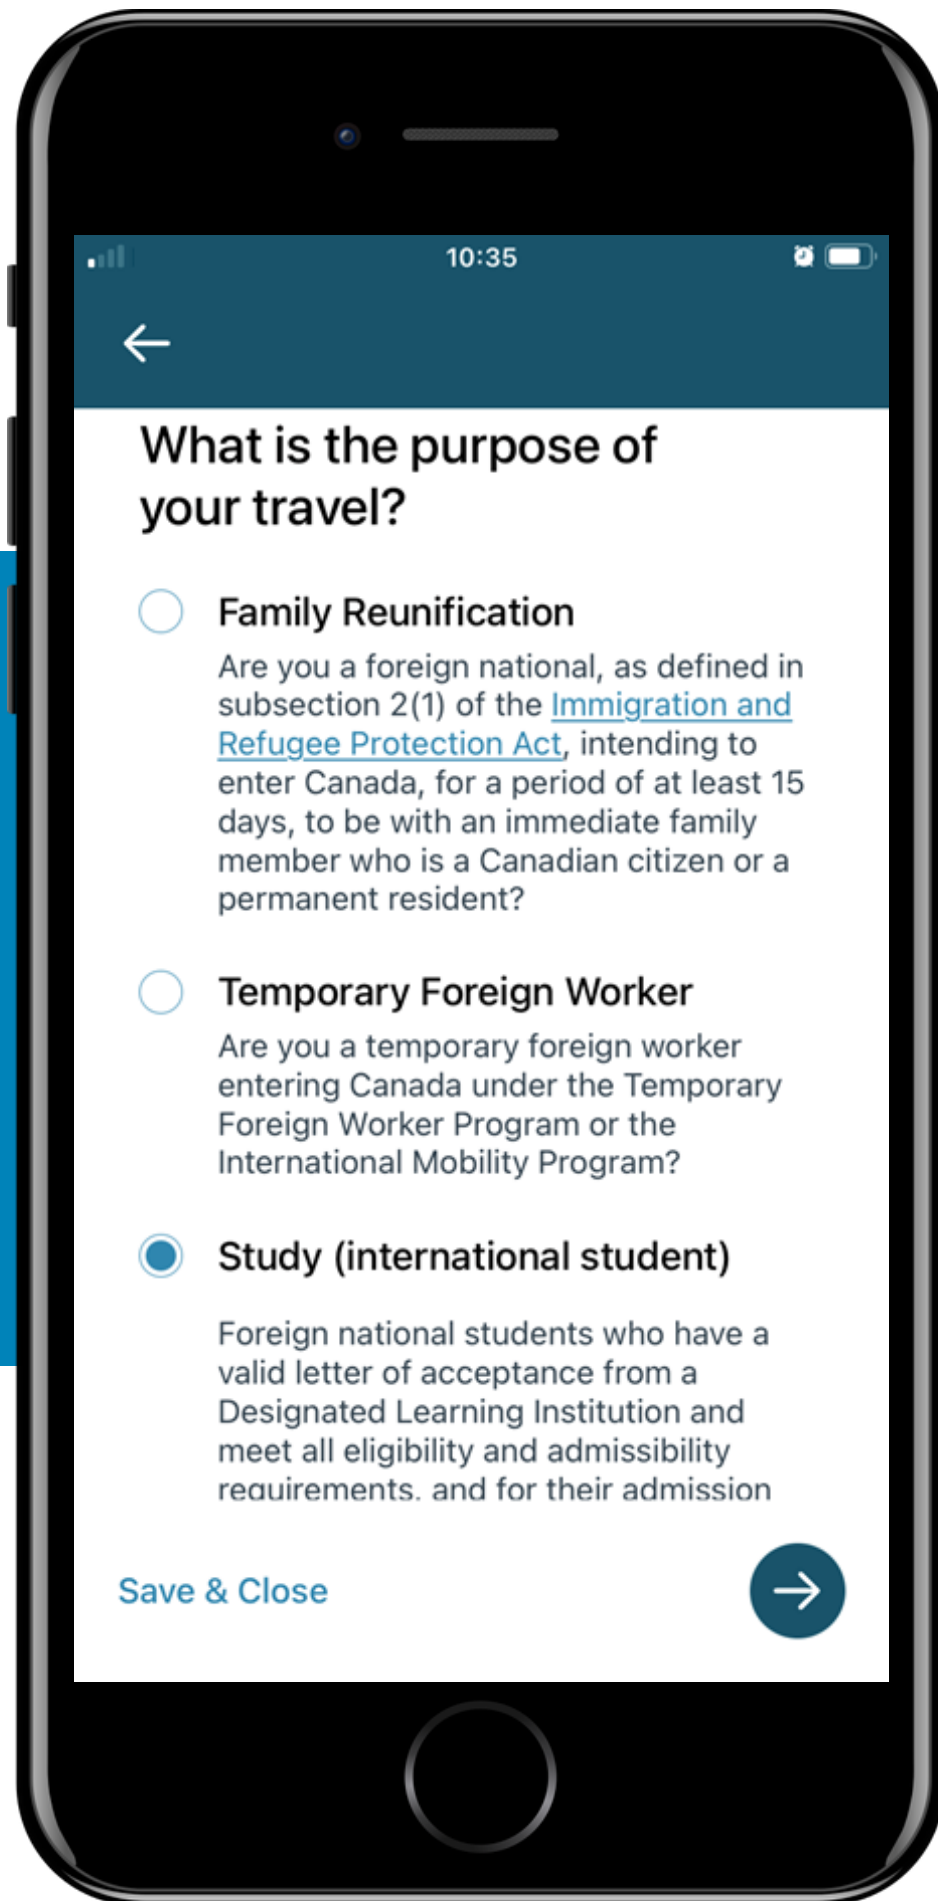 10:35
What is the purpose of
your travel?
Family Reunification
Are you a foreign national, as defined in
subsection 2(1) of the Immigration and
Refugee Protection Act, intending to
enter Canada, for a period of at least 15
days, to be with an immediate family
member who is a Canadian citizen or a
permanent resident?
Temporary Foreign Worker
Are you a temporary foreign worker
entering Canada under the Temporary
Foreign Worker Program or the
International Mobility Program?
Study (international student)
Foreign national students who have a
valid letter of acceptance from a
Designated Learning Institution and
meet all eligibility and admissibility
requirements, and for their admission
Save & Close